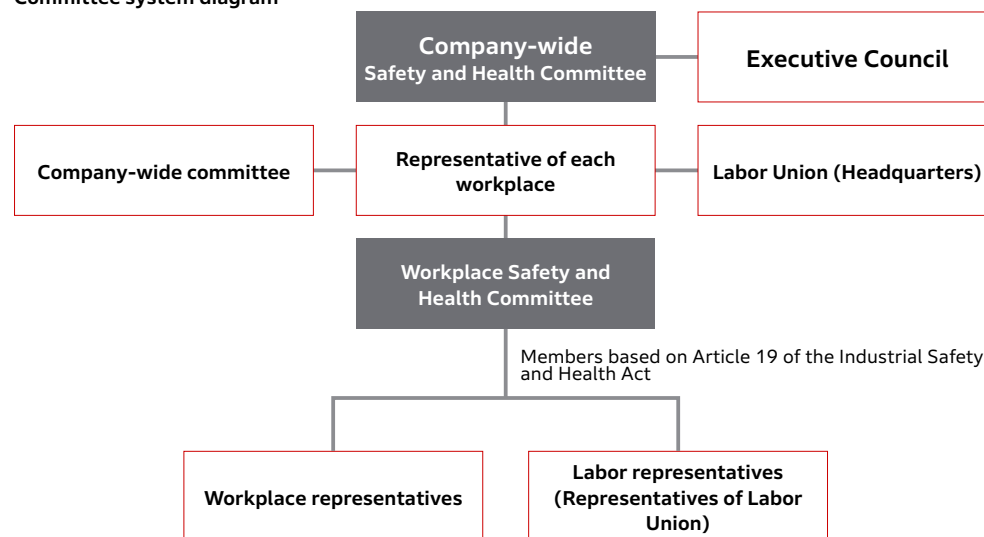 Committee system diagram
Company-wide
Safety and Health Committee
Executive Council
Company-wide committee
Representative of each
workplace
Labor Union (Headquarters)
Workplace Safety and
Health Committee
Members based on Article 19 of the Industrial Safety
and Health Act
Workplace representatives
Labor representatives
(Representatives of Labor
Union)